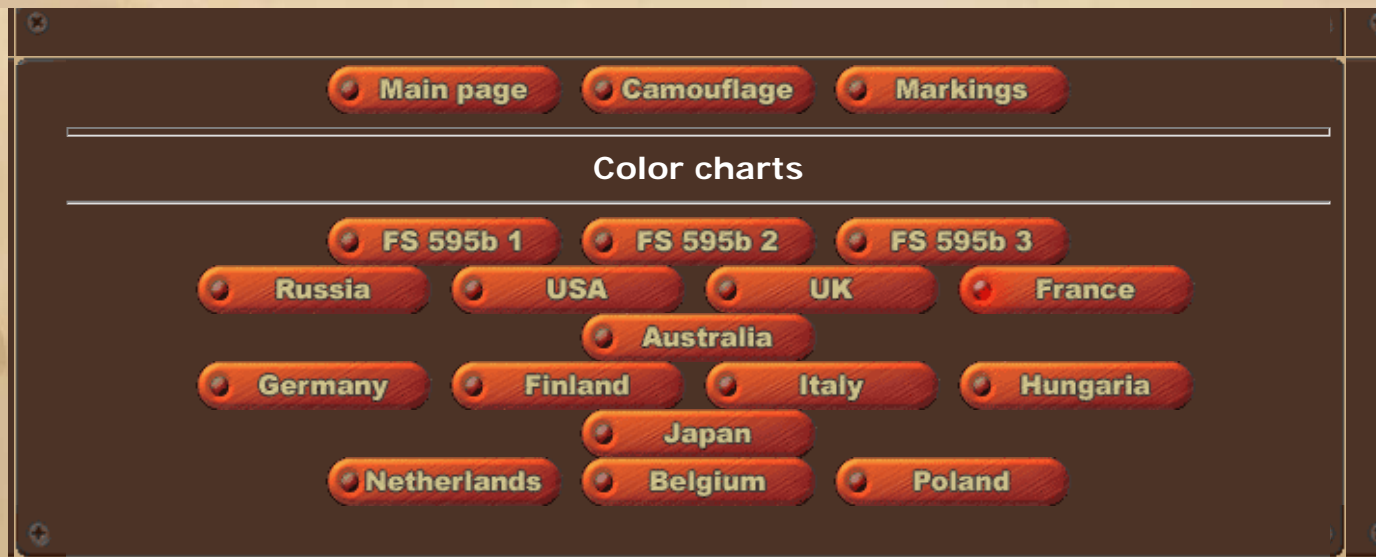 Main page Camouflage Markings
Color charts
FS 595b 1 FS 595b 2 FS 595b 3
Russia USA UK France
Australia
Germany Finland Italy Hungaria
Japan
Netherlands Belgium Poland